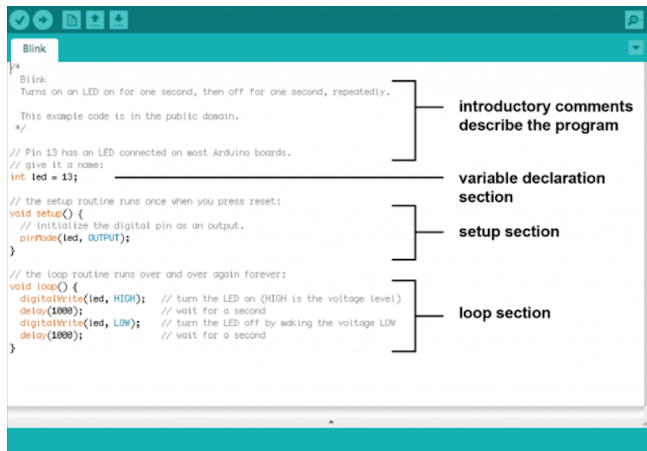 Blink
/*
Blink
Turns on an LED on for one second, then off for one second, repeatedly.
This example code is in the public domain.
*/
// Pin 13 has an LED connected on most Arduino boards.
// give it a name:
int led = 13;
// the setup routine runs once when you press reset:
void setup() {
// initialize the digital pin as an output.
pinMode(led, OUTPUT);
}
// the loop routine runs over and over again forever:
void loop() {
digitalWrite(led, HIGH);   // turn the LED on (HIGH is the voltage level)
delay(1000);               // wait for a second
digitalWrite(led, LOW);    // turn the LED off by making the voltage LOW
delay(1000);               // wait for a second
}
introductory comments
describe the program
variable declaration
section
setup section
loop section